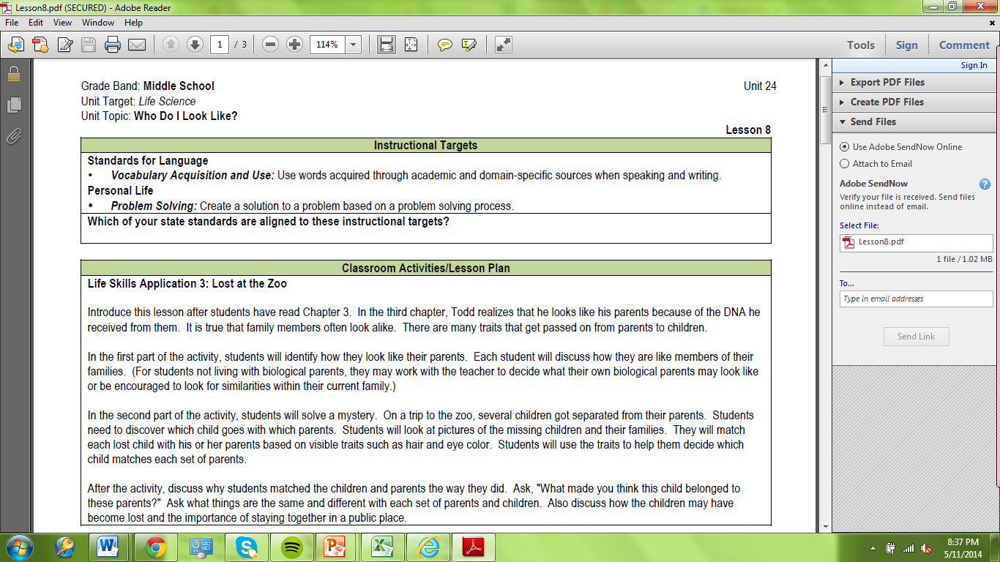 Lesson8.pdf (SECURED) - Adobe Reader
File Edit View Window Help
1 / 3 114%
Tools Sign Comment
Sign In
Export PDF Files
Create PDF Files
Send Files
Use Adobe SendNow Online
Attach to Email
Adobe SendNow
Verify your file is received. Send files
online instead of email.
Select File:
Lesson8.pdf
1 file / 1.02 MB
To...
Type in email addresses
Send Link
Grade Band: Middle School Unit 24
Unit Target: Life Science
Unit Topic: Who Do I Look Like?
Lesson 8
Instructional Targets
Standards for Language
• Vocabulary Acquisition and Use: Use words acquired through academic and domain-specific sources when speaking and writing.
Personal Life
• Problem Solving: Create a solution to a problem based on a problem solving process.
Which of your state standards are aligned to these instructional targets?
Classroom Activities/Lesson Plan
Life Skills Application 3: Lost at the Zoo
Introduce this lesson after students have read Chapter 3. In the third chapter, Todd realizes that he looks like his parents because of the DNA he
received from them. It is true that family members often look alike. There are many traits that get passed on from parents to children.
In the first part of the activity, students will identify how they look like their parents. Each student will discuss how they are like members of their
families. (For students not living with biological parents, they may work with the teacher to decide what their own biological parents may look like
or be encouraged to look for similarities within their current family.)
In the second part of the activity, students will solve a mystery. On a trip to the zoo, several children got separated from their parents. Students
need to discover which child goes with which parents. Students will look at pictures of the missing children and their families. They will match
each lost child with his or her parents based on visible traits such as hair and eye color. Students will use the traits to help them decide which
child matches each set of parents.
After the activity, discuss why students matched the children and parents the way they did. Ask, "What made you think this child belonged to
these parents?" Ask what things are the same and different with each set of parents and children. Also discuss how the children may have
become lost and the importance of staying together in a public place.
8:37 PM
5/11/2014